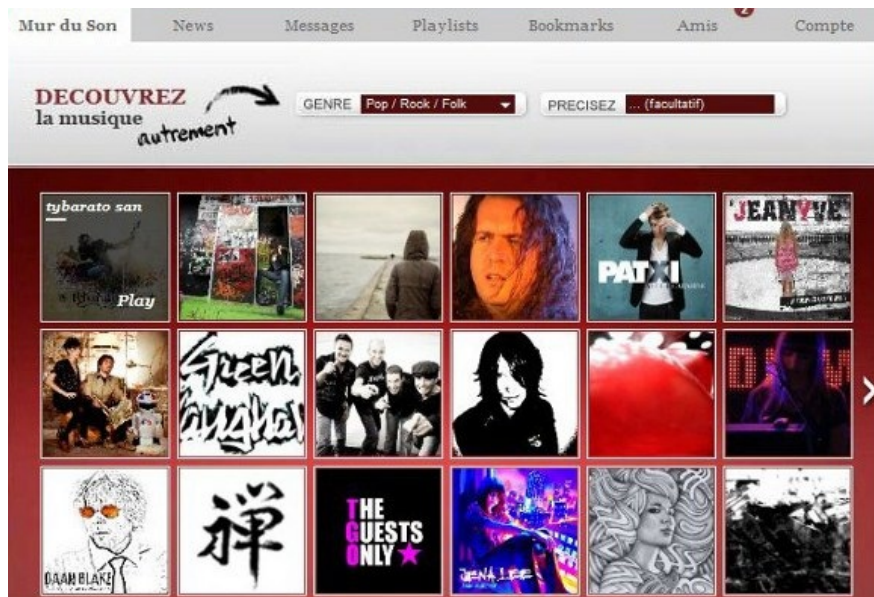 Mur du Son News Messages Playlists Bookmarks Amis 2 Compte
DECOUVREZ
la musique
autrement
GENRE Pop / Rock / Folk
PRECISEZ ... (facultatif)
tybarato san
Play
PATXI
JEANYVE
Green
DAAN BLAKE
禅
THE
GUESTS
ONLY
JENA LEE